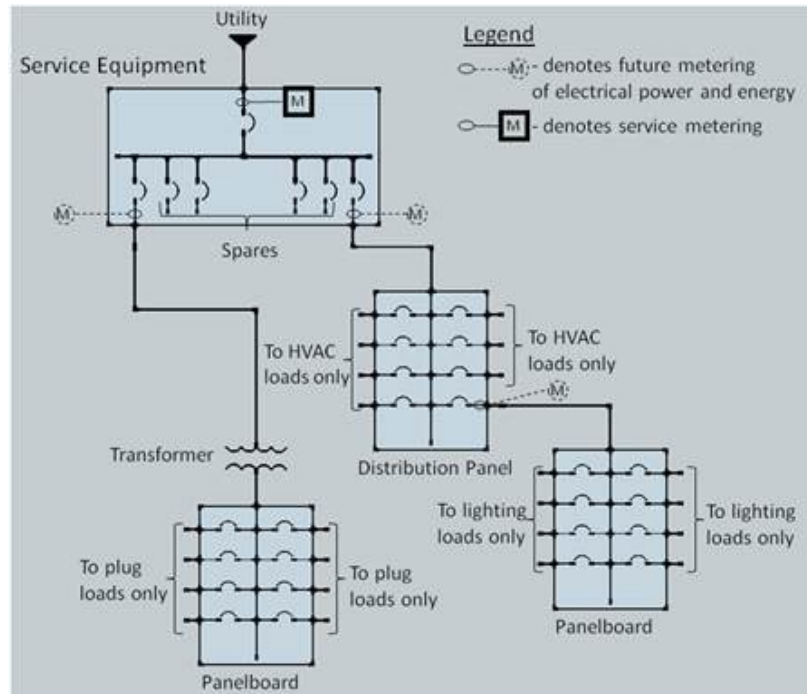 Utility
Legend
Service Equipment
M
M - denotes future metering
of electrical power and energy
M - denotes service metering
M
M
Spares
To HVAC
loads only
To HVAC
loads only
M
Transformer
Distribution Panel
To lighting
loads only
To lighting
loads only
To plug
loads only
To plug
loads only
Panelboard
Panelboard